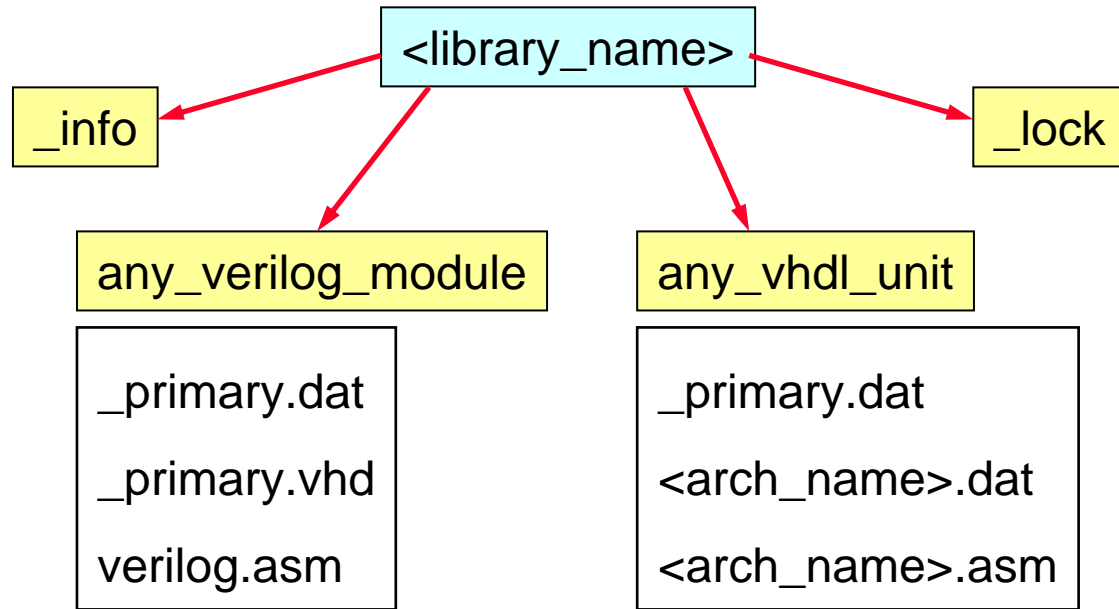 <library_name>
_info
_lock
any_verilog_module
any_vhdl_unit
_primary.dat
_primary.vhd
verilog.asm
_primary.dat
<arch_name>.dat
<arch_name>.asm